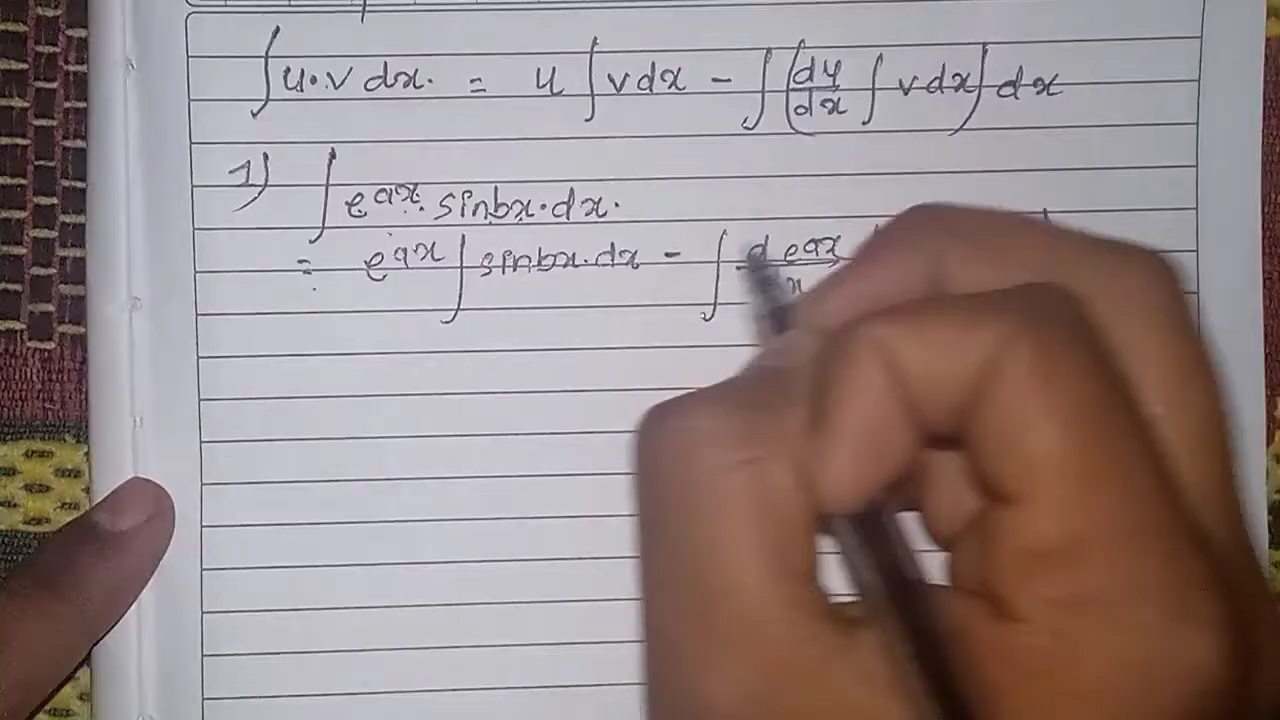 ∫u·v dx. = u ∫v dx - ∫(du/dx ∫v dx) dx
1) ∫e^ax. sinbx·dx.
= e^ax ∫sinbx·dx - ∫ d e^ax